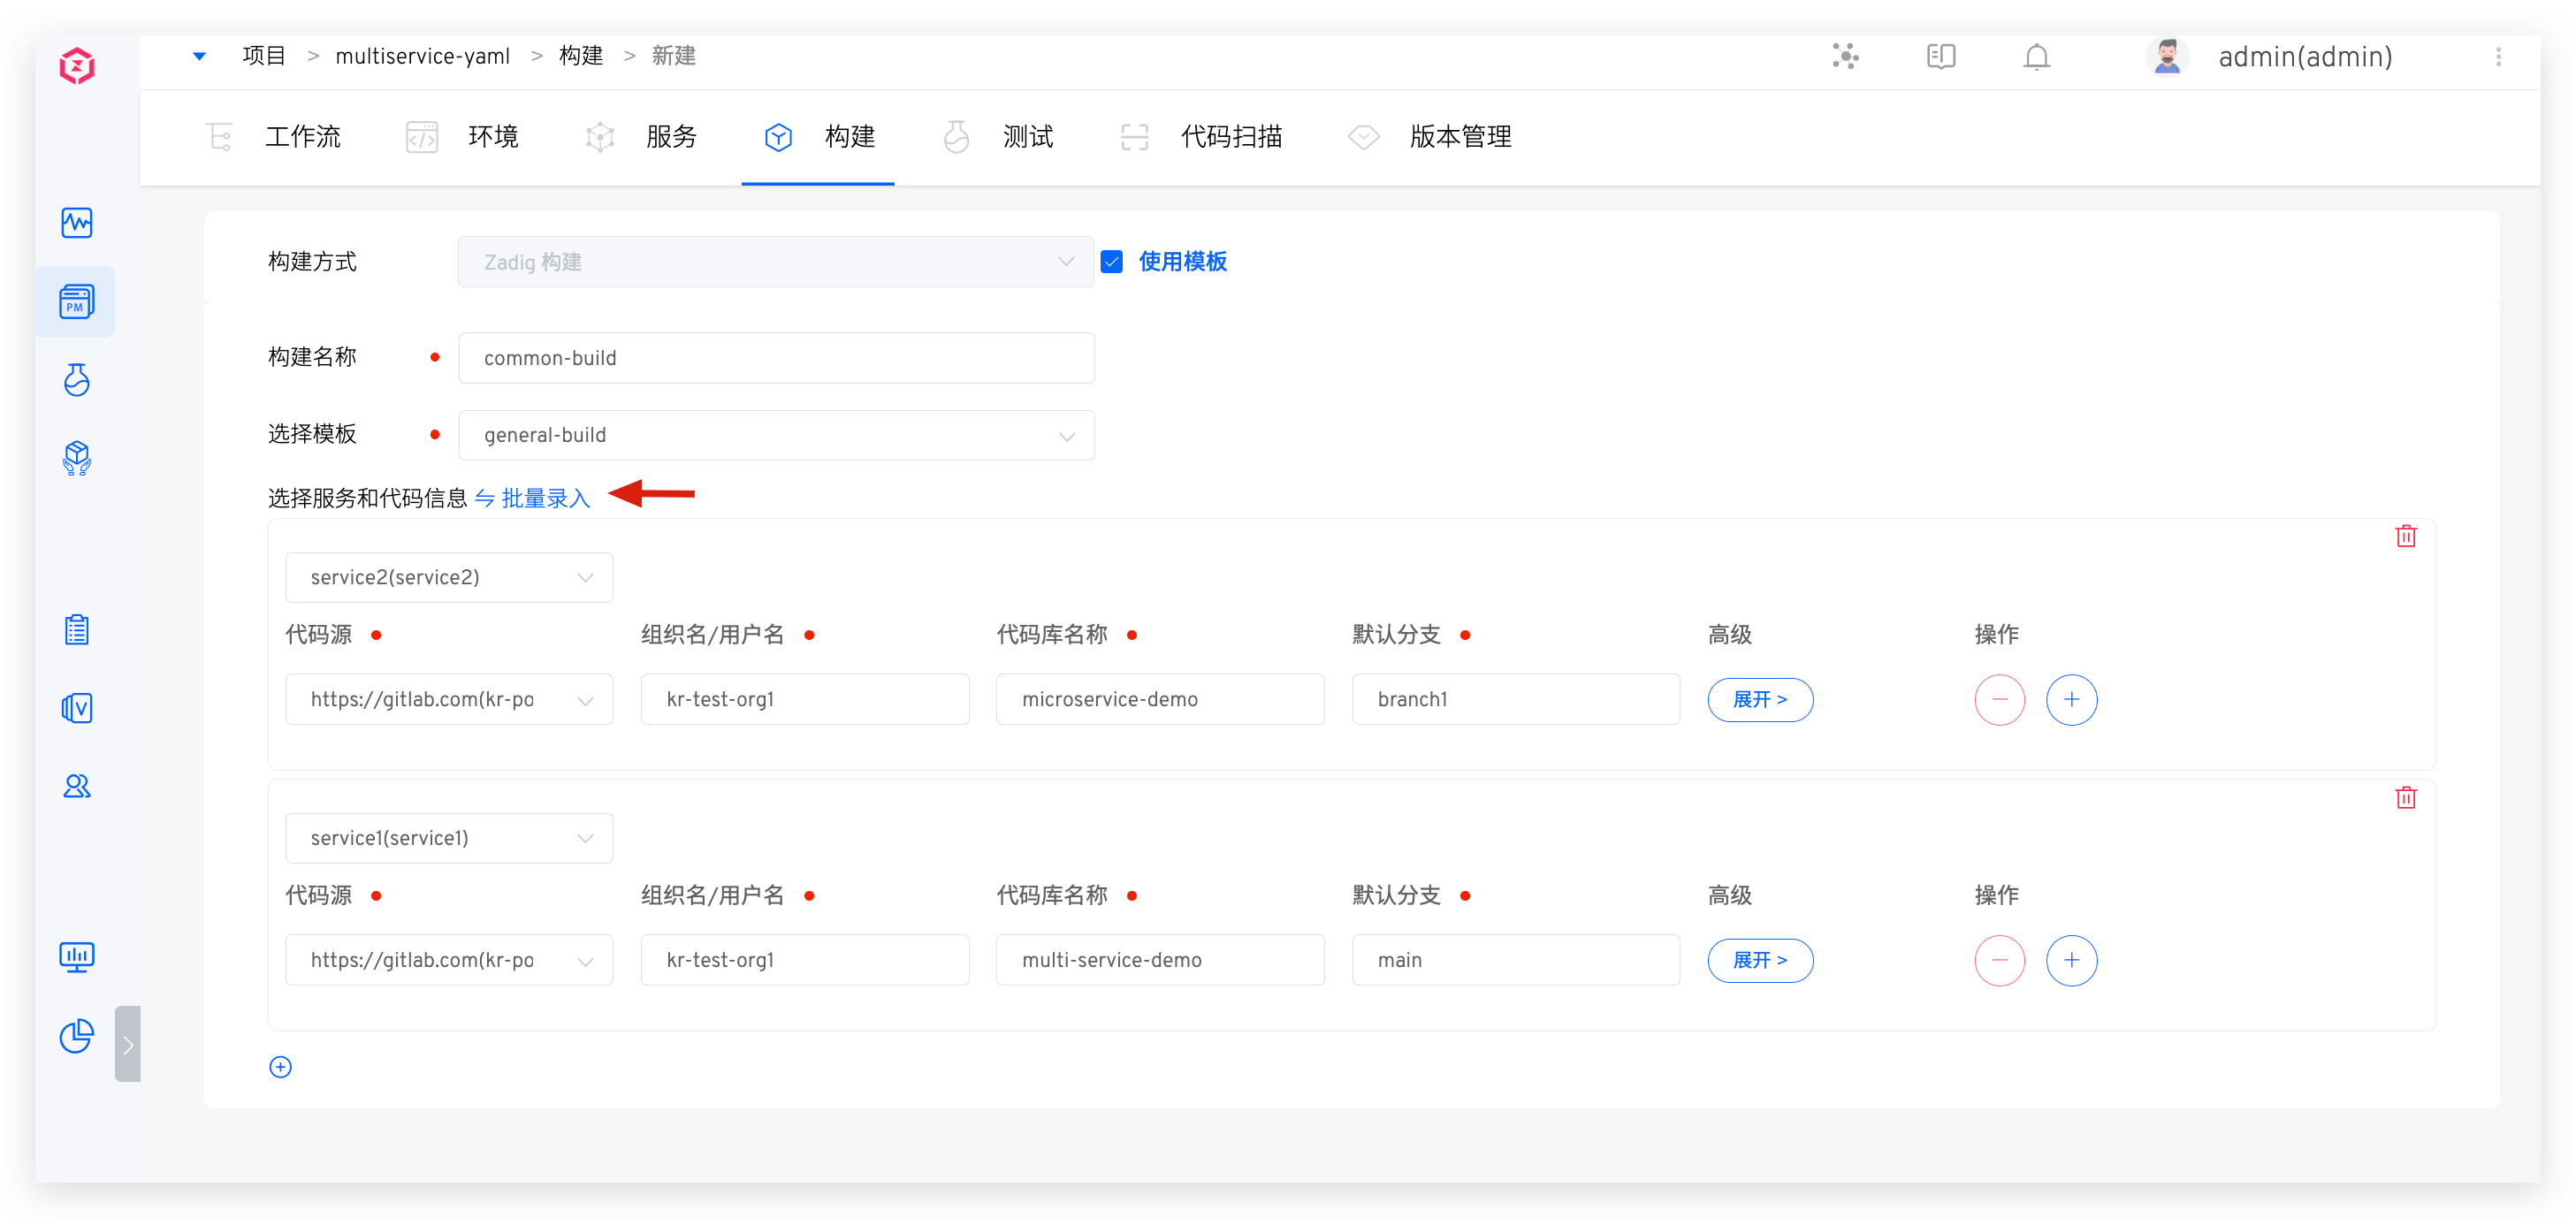 项目 > multiservice-yaml > 构建 > 新建
admin(admin)
工作流 环境 服务 构建 测试 代码扫描 版本管理
PM
构建方式 Zadig 构建 使用模板
构建名称 common-build
选择模板 general-build
选择服务和代码信息 批量录入
service2(service2)
代码源 组织名/用户名 代码库名称 默认分支 高级 操作
https://gitlab.com(kr-po kr-test-org1 microservice-demo branch1 展开 >
service1(service1)
代码源 组织名/用户名 代码库名称 默认分支 高级 操作
https://gitlab.com(kr-po kr-test-org1 multi-service-demo main 展开 >